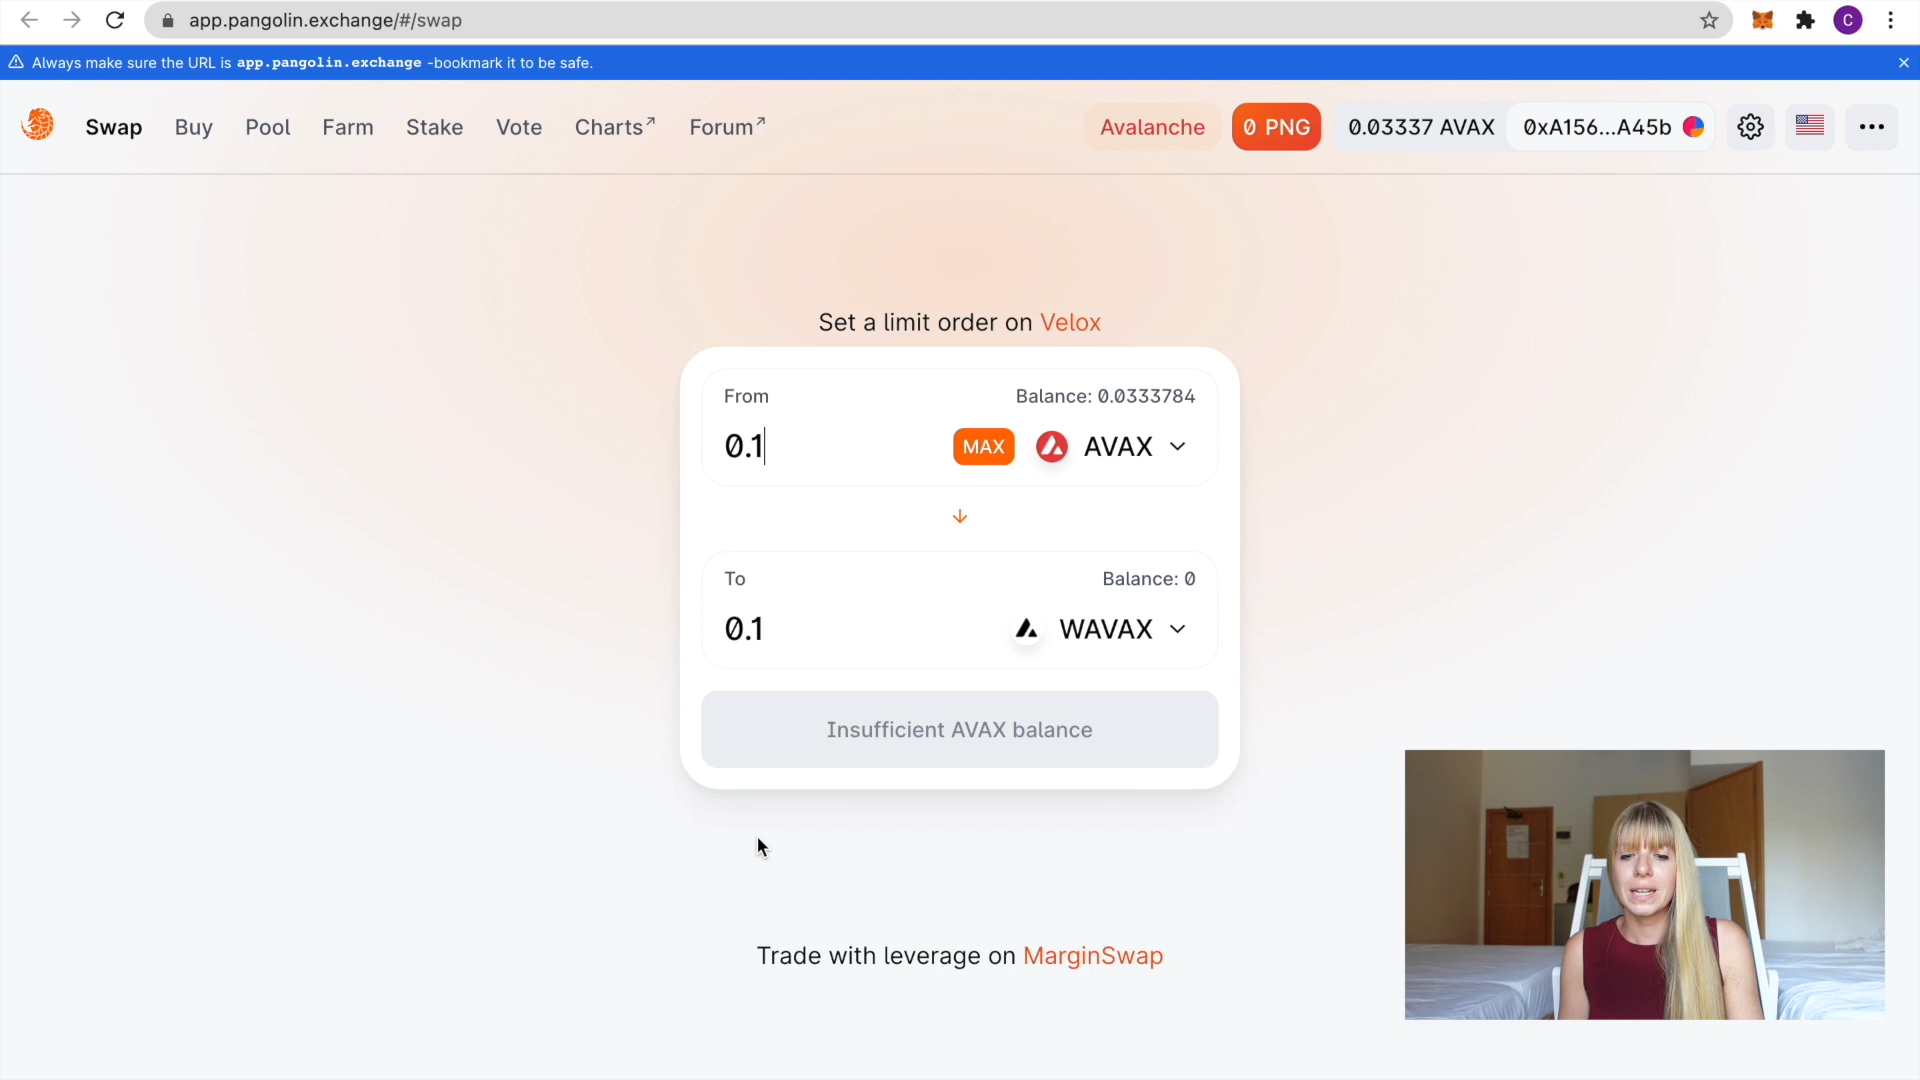 app.pangolin.exchange/#/swap
C
Always make sure the URL is app.pangolin.exchange -bookmark it to be safe.
Swap Buy Pool Farm Stake Vote Charts↗ Forum↗ Avalanche 0 PNG 0.03337 AVAX 0xA156...A45b
Set a limit order on Velox
From Balance: 0.0333784
0.1 MAX AVAX
To Balance: 0
0.1 WAVAX
Insufficient AVAX balance
Trade with leverage on MarginSwap